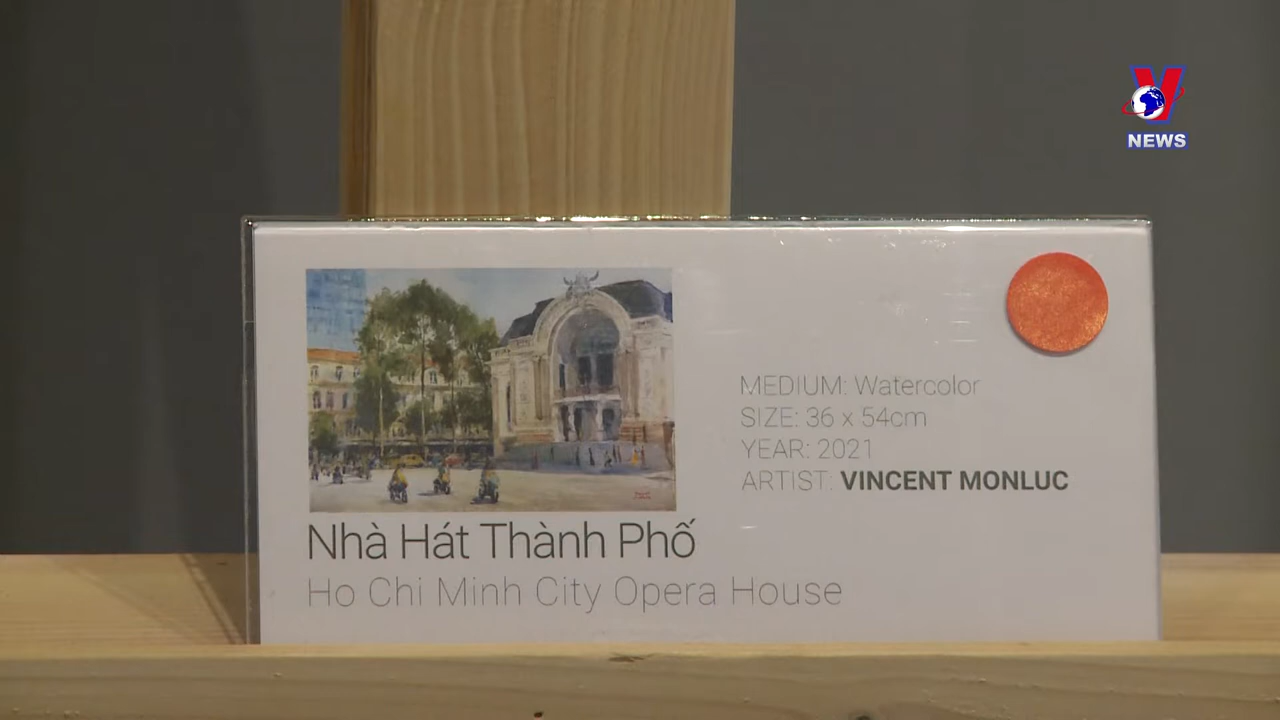 V
NEWS
MEDIUM: Watercolor
SIZE: 36 x 54cm
YEAR: 2021
ARTIST: VINCENT MONLUC
Nhà Hát Thành Phố
Ho Chi Minh City Opera House